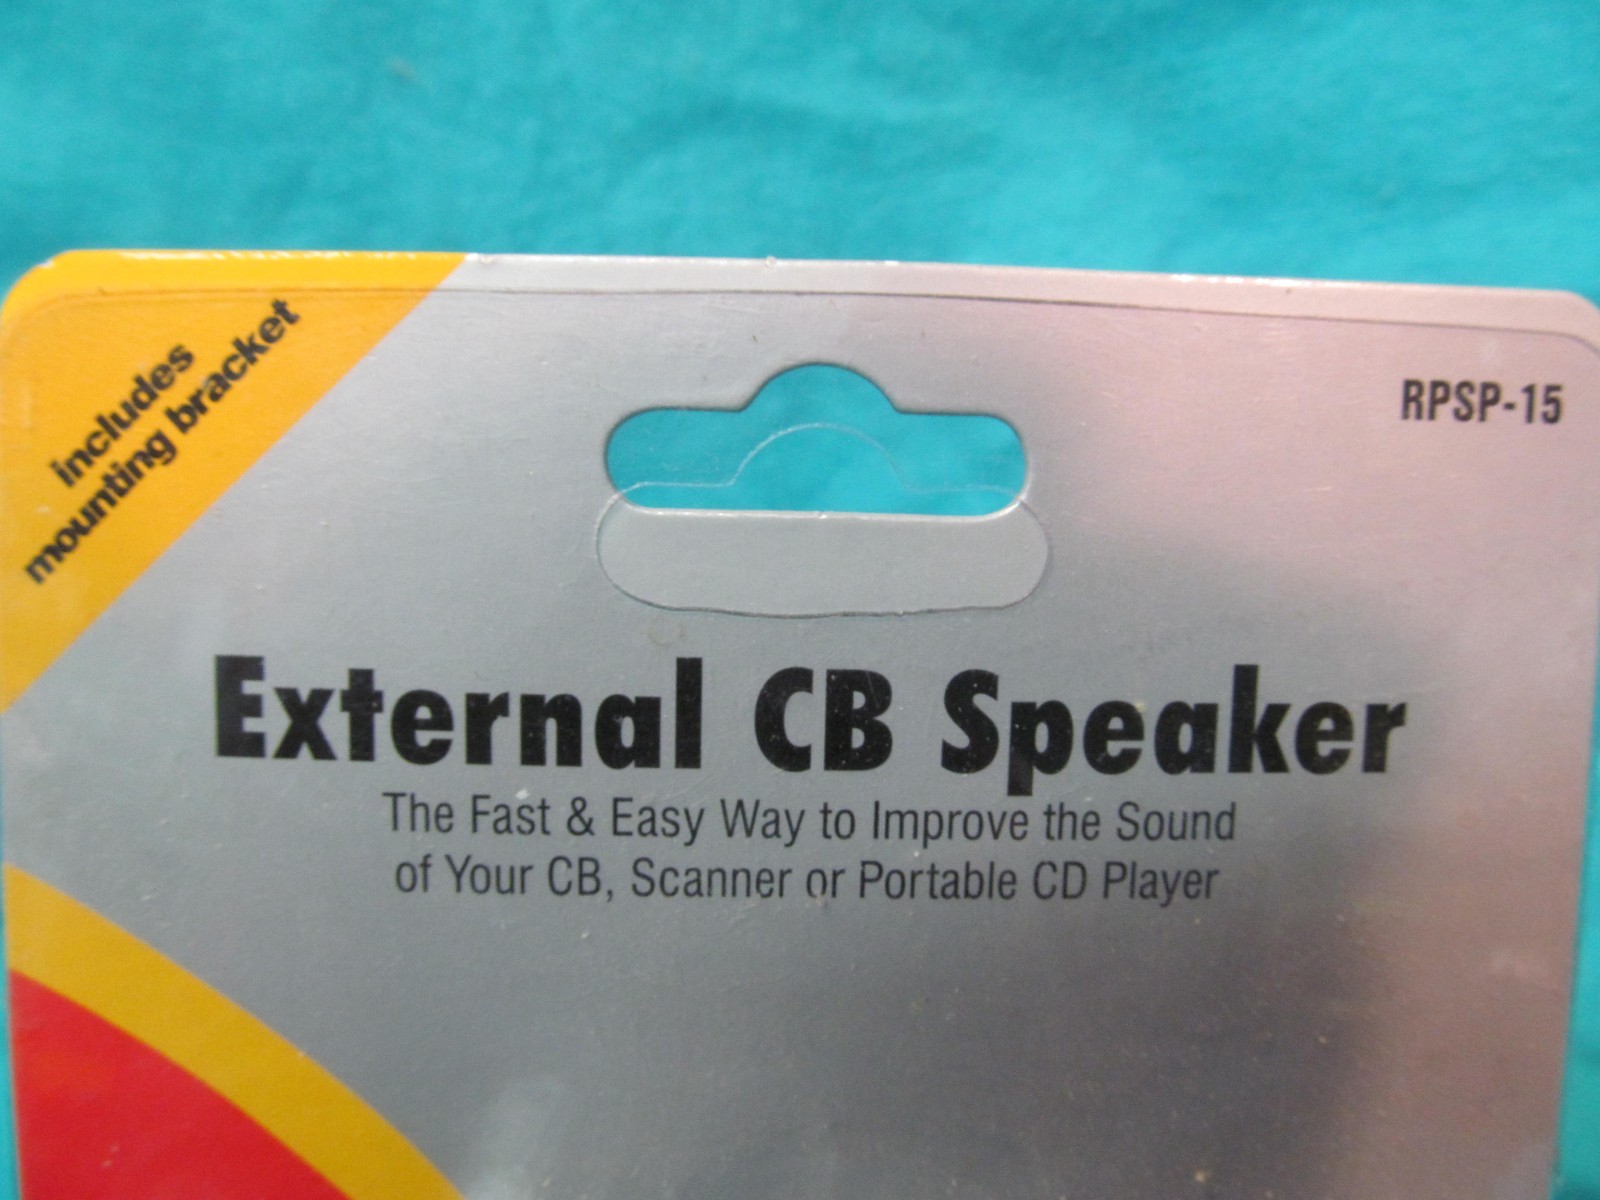 includes
mounting bracket
RPSP-15
External CB Speaker
The Fast & Easy Way to Improve the Sound
of Your CB, Scanner or Portable CD Player